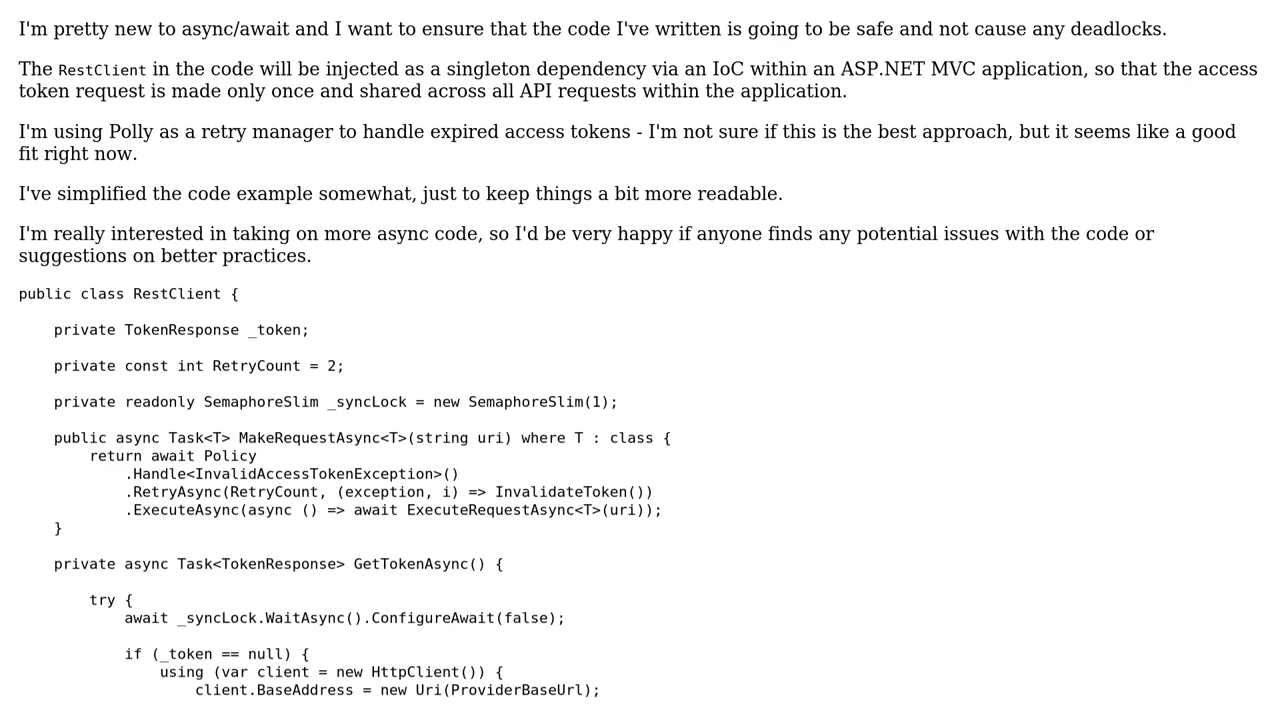 I'm pretty new to async/await and I want to ensure that the code I've written is going to be safe and not cause any deadlocks.
The RestClient in the code will be injected as a singleton dependency via an IoC within an ASP.NET MVC application, so that the access
token request is made only once and shared across all API requests within the application.
I'm using Polly as a retry manager to handle expired access tokens - I'm not sure if this is the best approach, but it seems like a good
fit right now.
I've simplified the code example somewhat, just to keep things a bit more readable.
I'm really interested in taking on more async code, so I'd be very happy if anyone finds any potential issues with the code or
suggestions on better practices.
public class RestClient {
    private TokenResponse _token;
    private const int RetryCount = 2;
    private readonly SemaphoreSlim _syncLock = new SemaphoreSlim(1);
    public async Task<T> MakeRequestAsync<T>(string uri) where T : class {
        return await Policy
            .Handle<InvalidAccessTokenException>()
            .RetryAsync(RetryCount, (exception, i) => InvalidateToken())
            .ExecuteAsync(async () => await ExecuteRequestAsync<T>(uri));
    }
    private async Task<TokenResponse> GetTokenAsync() {
        try {
            await _syncLock.WaitAsync().ConfigureAwait(false);
            if (_token == null) {
                using (var client = new HttpClient()) {
                    client.BaseAddress = new Uri(ProviderBaseUrl);